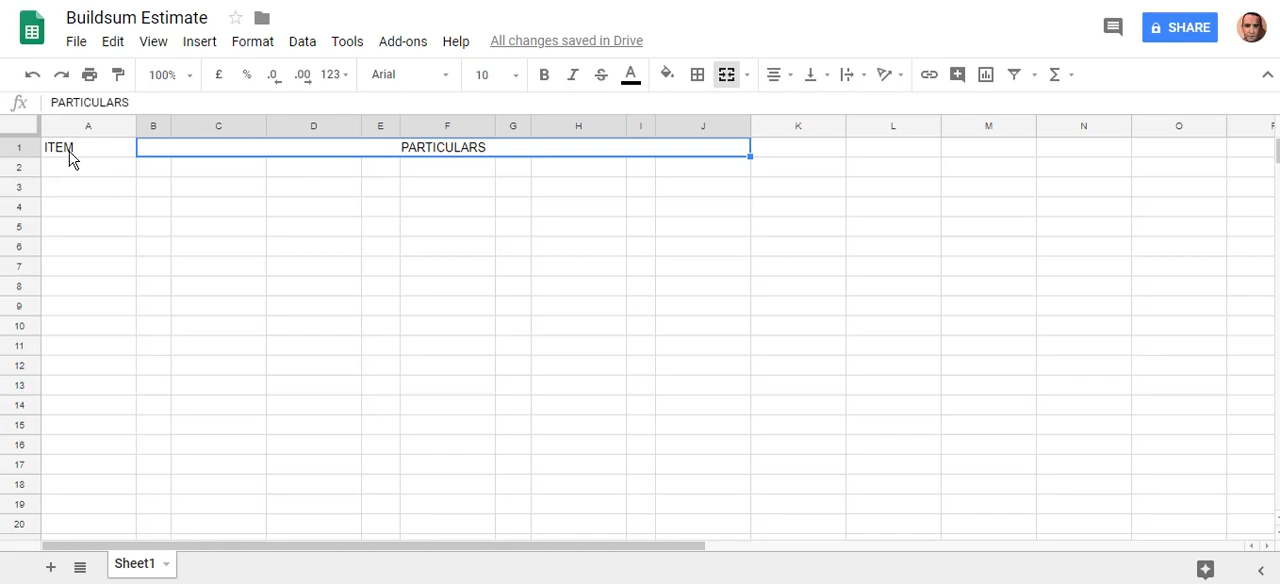 Buildsum Estimate
File Edit View Insert Format Data Tools Add-ons Help All changes saved in Drive
SHARE
100% £ % .0 .00 123 Arial 10 B I S A Σ
fx PARTICULARS
A B C D E F G H I J K L M N O
1 ITEM PARTICULARS
2
3
4
5
6
7
8
9
10
11
12
13
14
15
16
17
18
19
20
Sheet1